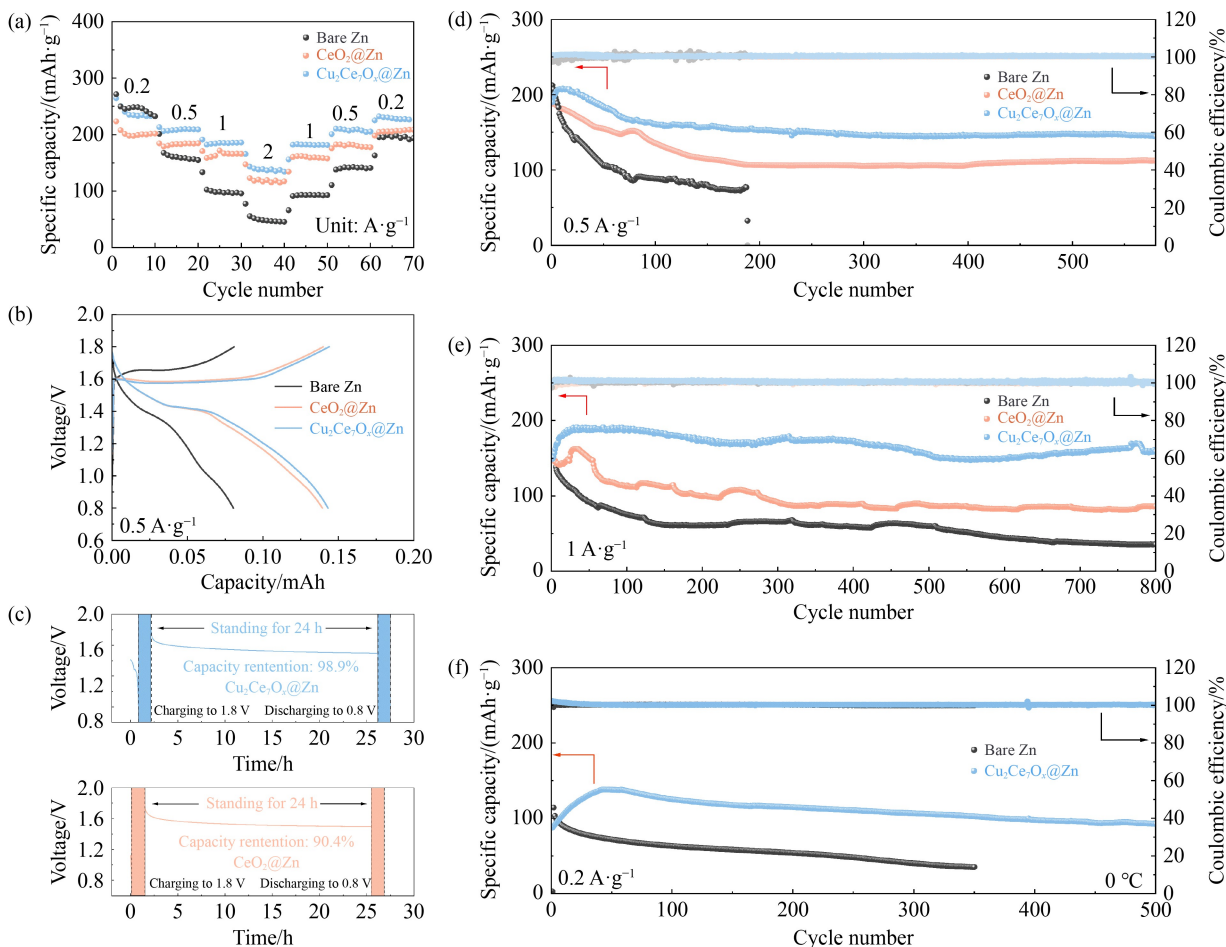 (a)
400
300
200
100
0
Specific capacity/(mAh·g⁻¹)
Bare Zn
CeO₂@Zn
Cu₂Ce₇Oₓ@Zn
0.2
0.5
1
2
1
0.5
0.2
Unit: A·g⁻¹
0 10 20 30 40 50 60 70
Cycle number
(b)
1.8
1.6
1.4
1.2
1.0
0.8
0.6
Voltage/V
Bare Zn
CeO₂@Zn
Cu₂Ce₇Oₓ@Zn
0.5 A·g⁻¹
0.00 0.05 0.10 0.15 0.20
Capacity/mAh
(c)
2.0
1.6
1.2
0.8
Voltage/V
Standing for 24 h
Capacity rentention: 98.9%
Cu₂Ce₇Oₓ@Zn
Charging to 1.8 V Discharging to 0.8 V
0 5 10 15 20 25 30
Time/h
2.0
1.6
1.2
0.8
Voltage/V
Standing for 24 h
Capacity rentention: 90.4%
CeO₂@Zn
Charging to 1.8 V Discharging to 0.8 V
0 5 10 15 20 25 30
Time/h
(d)
300
250
200
150
100
50
0
Specific capacity/(mAh·g⁻¹)
Bare Zn
CeO₂@Zn
Cu₂Ce₇Oₓ@Zn
0.5 A·g⁻¹
0 100 200 300 400 500
Cycle number
120
100
80
60
40
20
0
Coulombic efficiency/%
(e)
300
250
200
150
100
50
0
Specific capacity/(mAh·g⁻¹)
Bare Zn
CeO₂@Zn
Cu₂Ce₇Oₓ@Zn
1 A·g⁻¹
0 100 200 300 400 500 600 700 800
Cycle number
120
100
80
60
40
20
0
Coulombic efficiency/%
(f)
300
250
200
150
100
50
0
Specific capacity/(mAh·g⁻¹)
Bare Zn
Cu₂Ce₇Oₓ@Zn
0.2 A·g⁻¹
0 °C
0 100 200 300 400 500
Cycle number
120
100
80
60
40
20
0
Coulombic efficiency/%